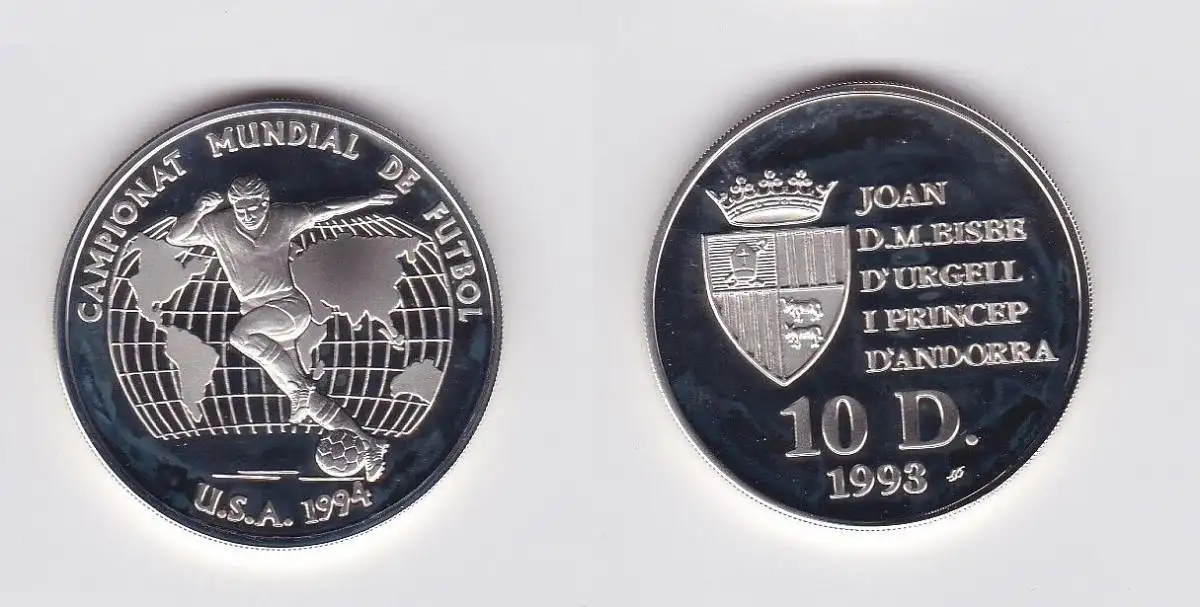 CAMPIONAT MUNDIAL DE FUTBOL
U.S.A. 1994
JOAN
D.M.BISBE
D'URGELL
I PRINCEP
D'ANDORRA
10 D.
1993